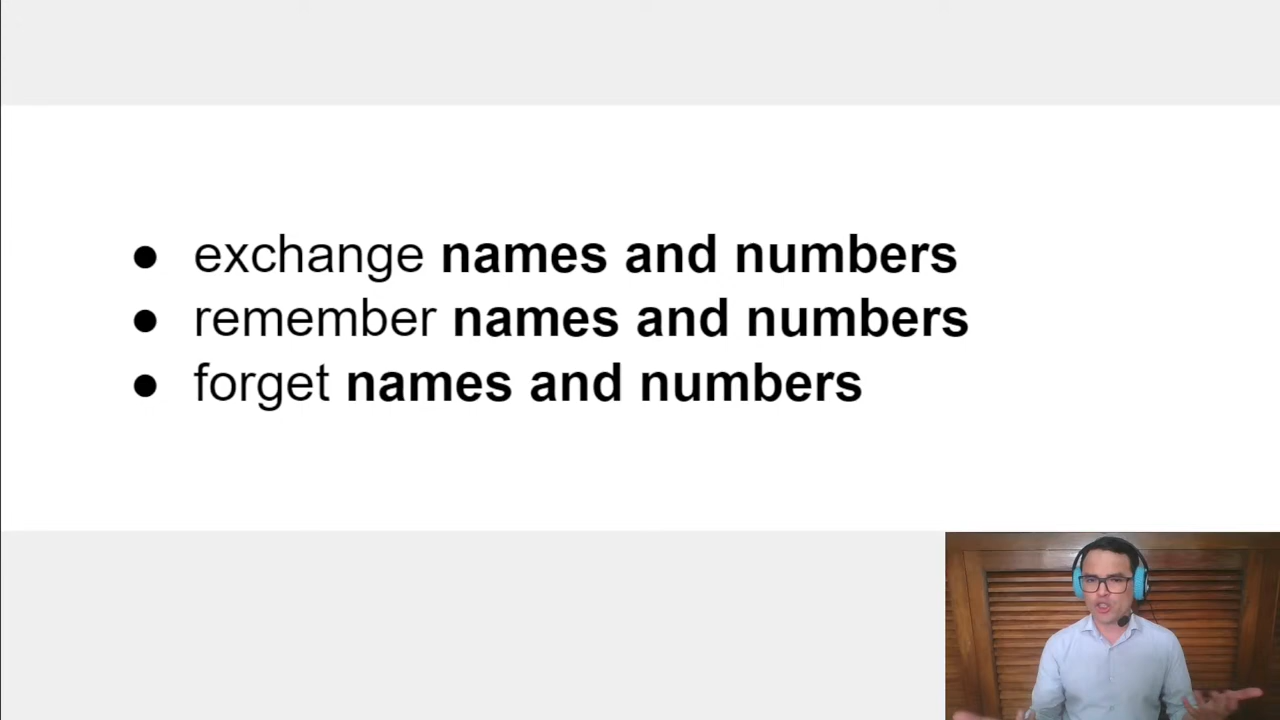 ● exchange names and numbers
● remember names and numbers
● forget names and numbers